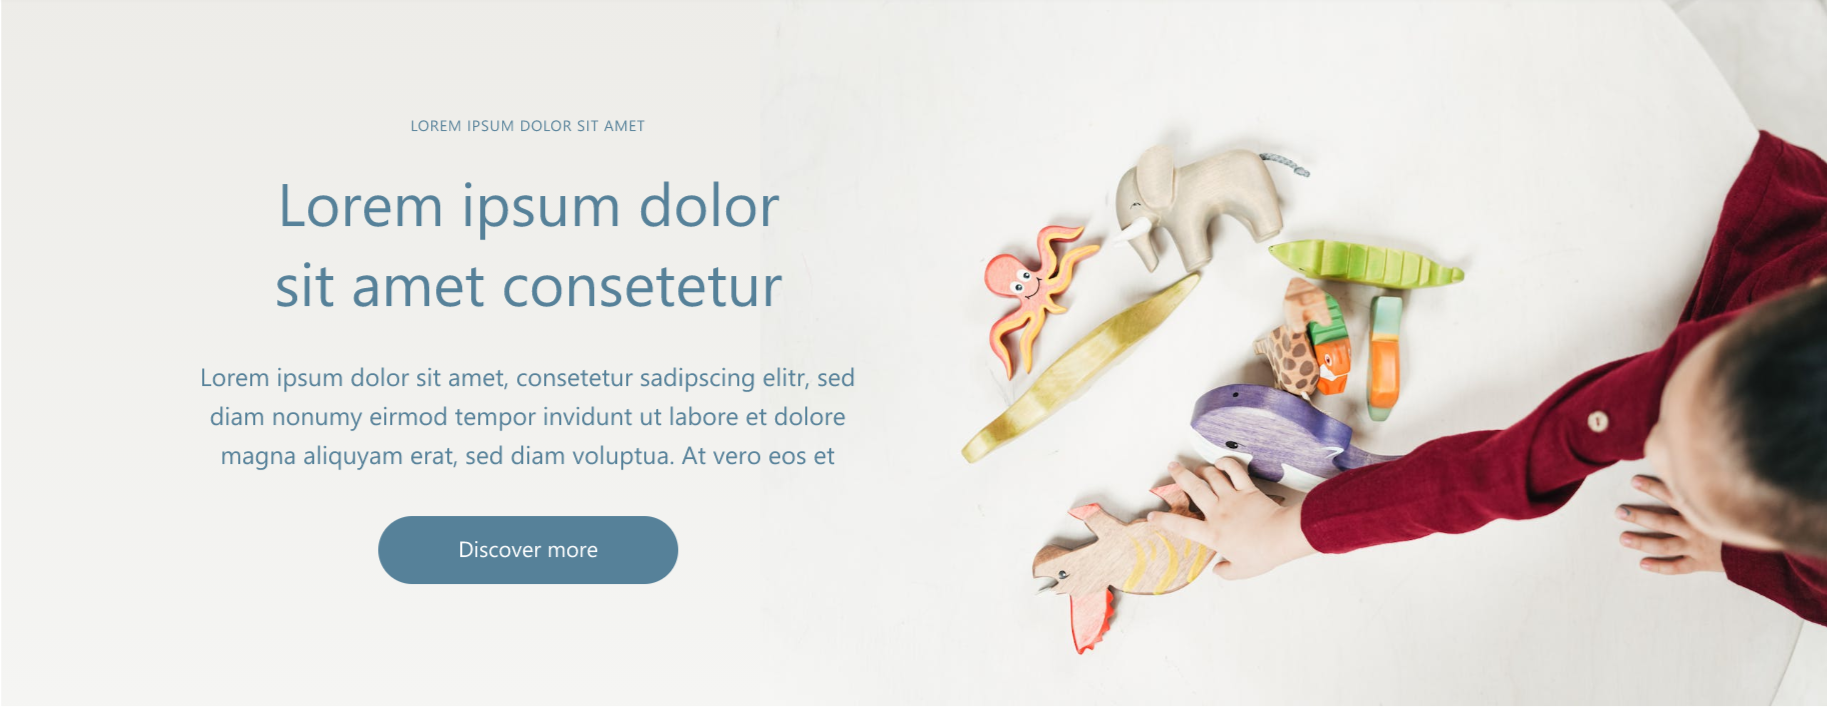 LOREM IPSUM DOLOR SIT AMET
Lorem ipsum dolor
sit amet consetetur
Lorem ipsum dolor sit amet, consetetur sadipscing elitr, sed
diam nonumy eirmod tempor invidunt ut labore et dolore
magna aliquyam erat, sed diam voluptua. At vero eos et
Discover more